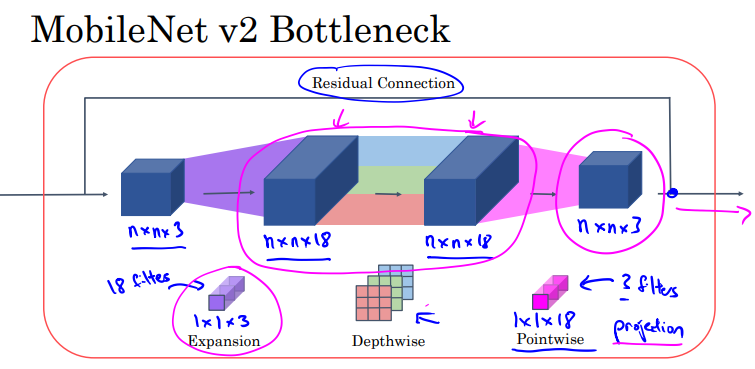 MobileNet v2 Bottleneck
Residual Connection
n×n×3
n×n×18
n×n×18
n×n×3
18 filters
1×1×3
Expansion
Depthwise
1×1×18
Pointwise
3 filters
projection